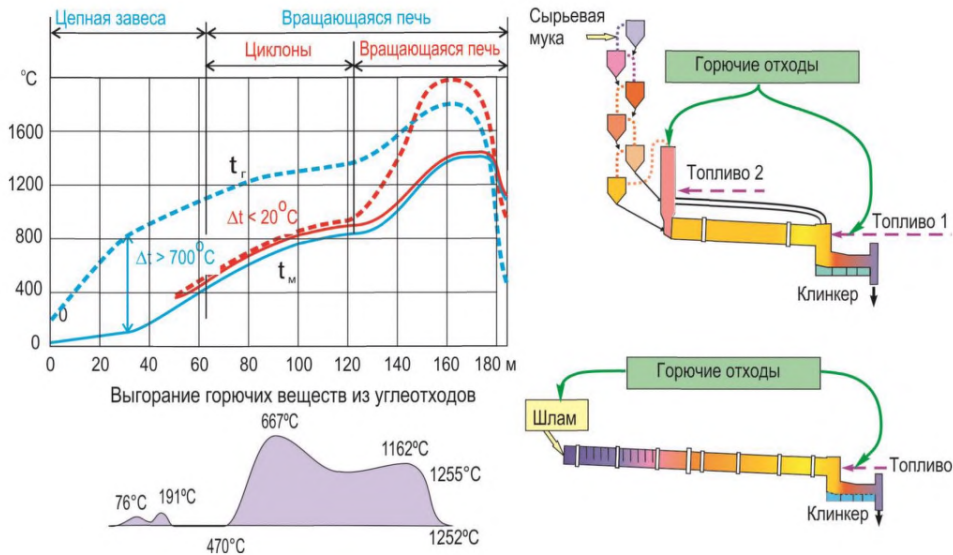 Цепная завеса
Вращающаяся печь
Циклоны
Вращающаяся печь
°C
1600
1200
800
400
0
0
tг
Δt < 20°C
Δt > 700°C
tм
0 20 40 60 80 100 120 140 160 180 м
Выгорание горючих веществ из углеотходов
667°C
1162°C
1255°C
76°C
191°C
470°C
1252°C
Сырьевая
мука
Горючие отходы
Топливо 2
Топливо 1
Клинкер
Горючие отходы
Шлам
Топливо
Клинкер